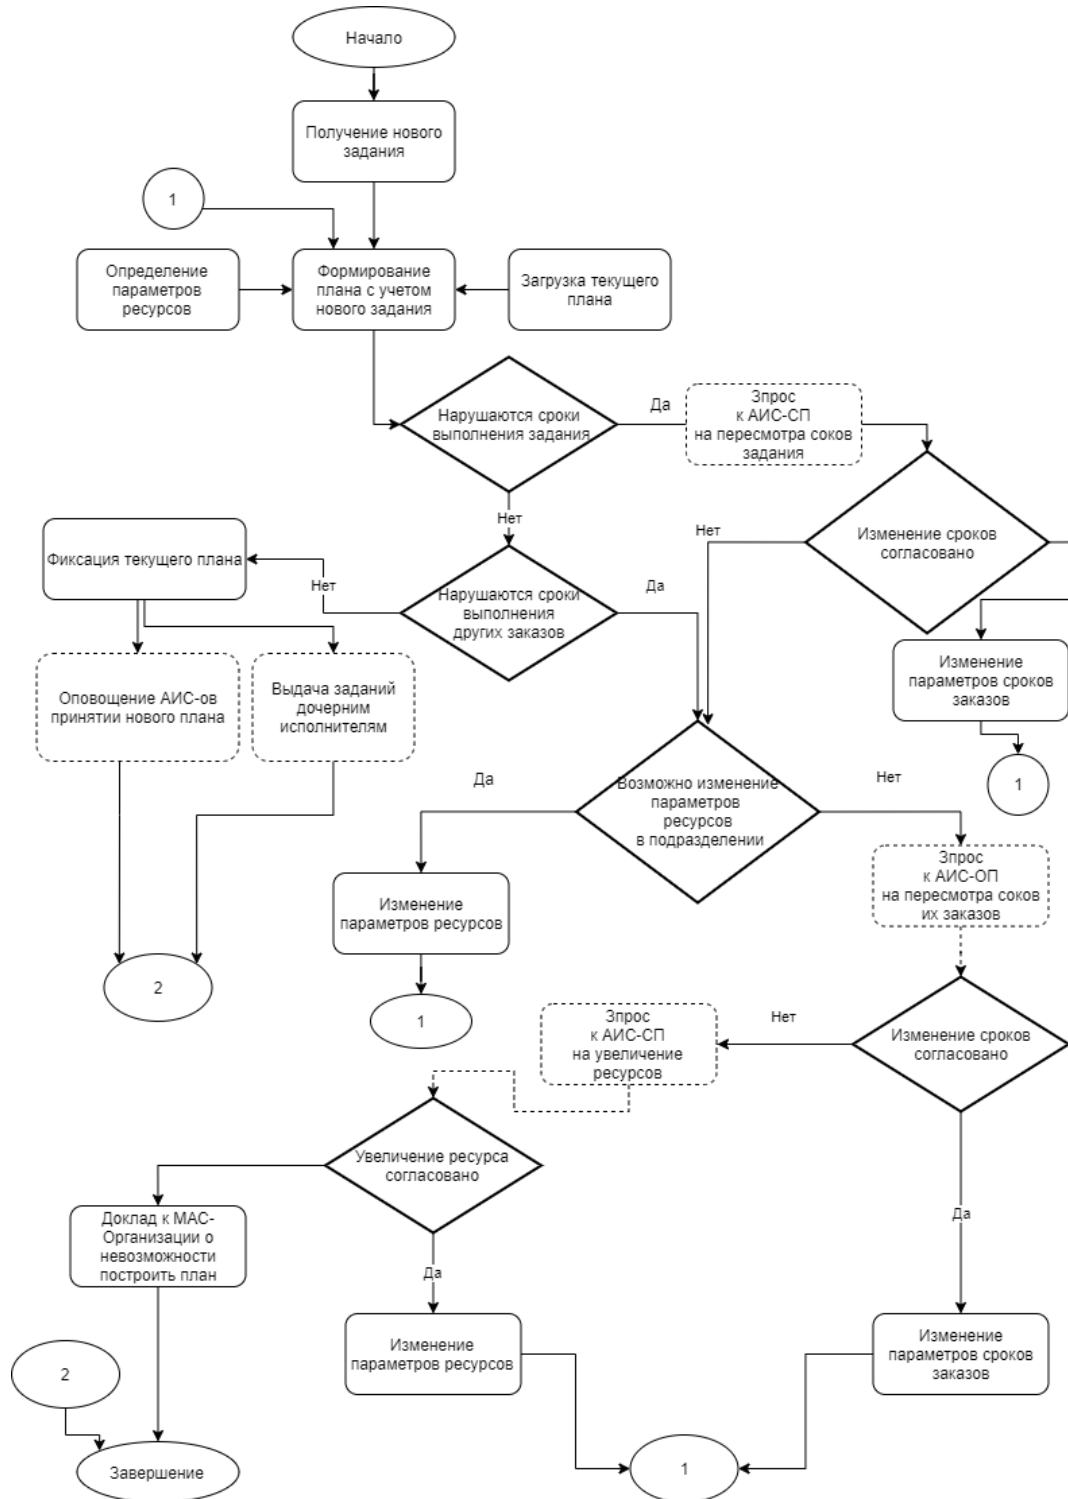 Начало
Получение нового
задания
1
Определение
параметров
ресурсов
Формирование
плана с учетом
нового задания
Загрузка текущего
плана
Нарушаются сроки
выполнения задания
Да
Зпрос
к АИС-СП
на пересмотра соков
задания
Нет
Изменение сроков
согласовано
Нет
Фиксация текущего плана
Нет
Нарушаются сроки
выполнения
других заказов
Да
Изменение
параметров сроков
заказов
1
Оповощение АИС-ов
принятии нового плана
Выдача заданий
дочерним
исполнителям
Да
Возможно изменение
параметров
ресурсов
в подразделении
Нет
Зпрос
к АИС-ОП
на пересмотра соков
их заказов
Изменение
параметров ресурсов
2
1
Зпрос
к АИС-СП
на увеличение
ресурсов
Нет
Изменение сроков
согласовано
Увеличение ресурса
согласовано
Доклад к МАС-
Организации о
невозможности
построить план
Да
Да
Изменение
параметров ресурсов
Изменение
параметров сроков
заказов
2
Завершение
1